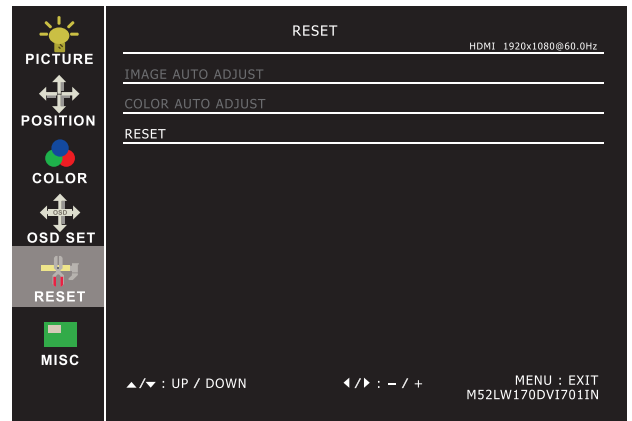 PICTURE
POSITION
COLOR
OSD
OSD SET
RESET
MISC
RESET
HDMI 1920x1080@60.0Hz
IMAGE AUTO ADJUST
COLOR AUTO ADJUST
RESET
▲/▼ : UP / DOWN
◀/▶ : – / +
MENU : EXIT
M52LW170DVI701IN